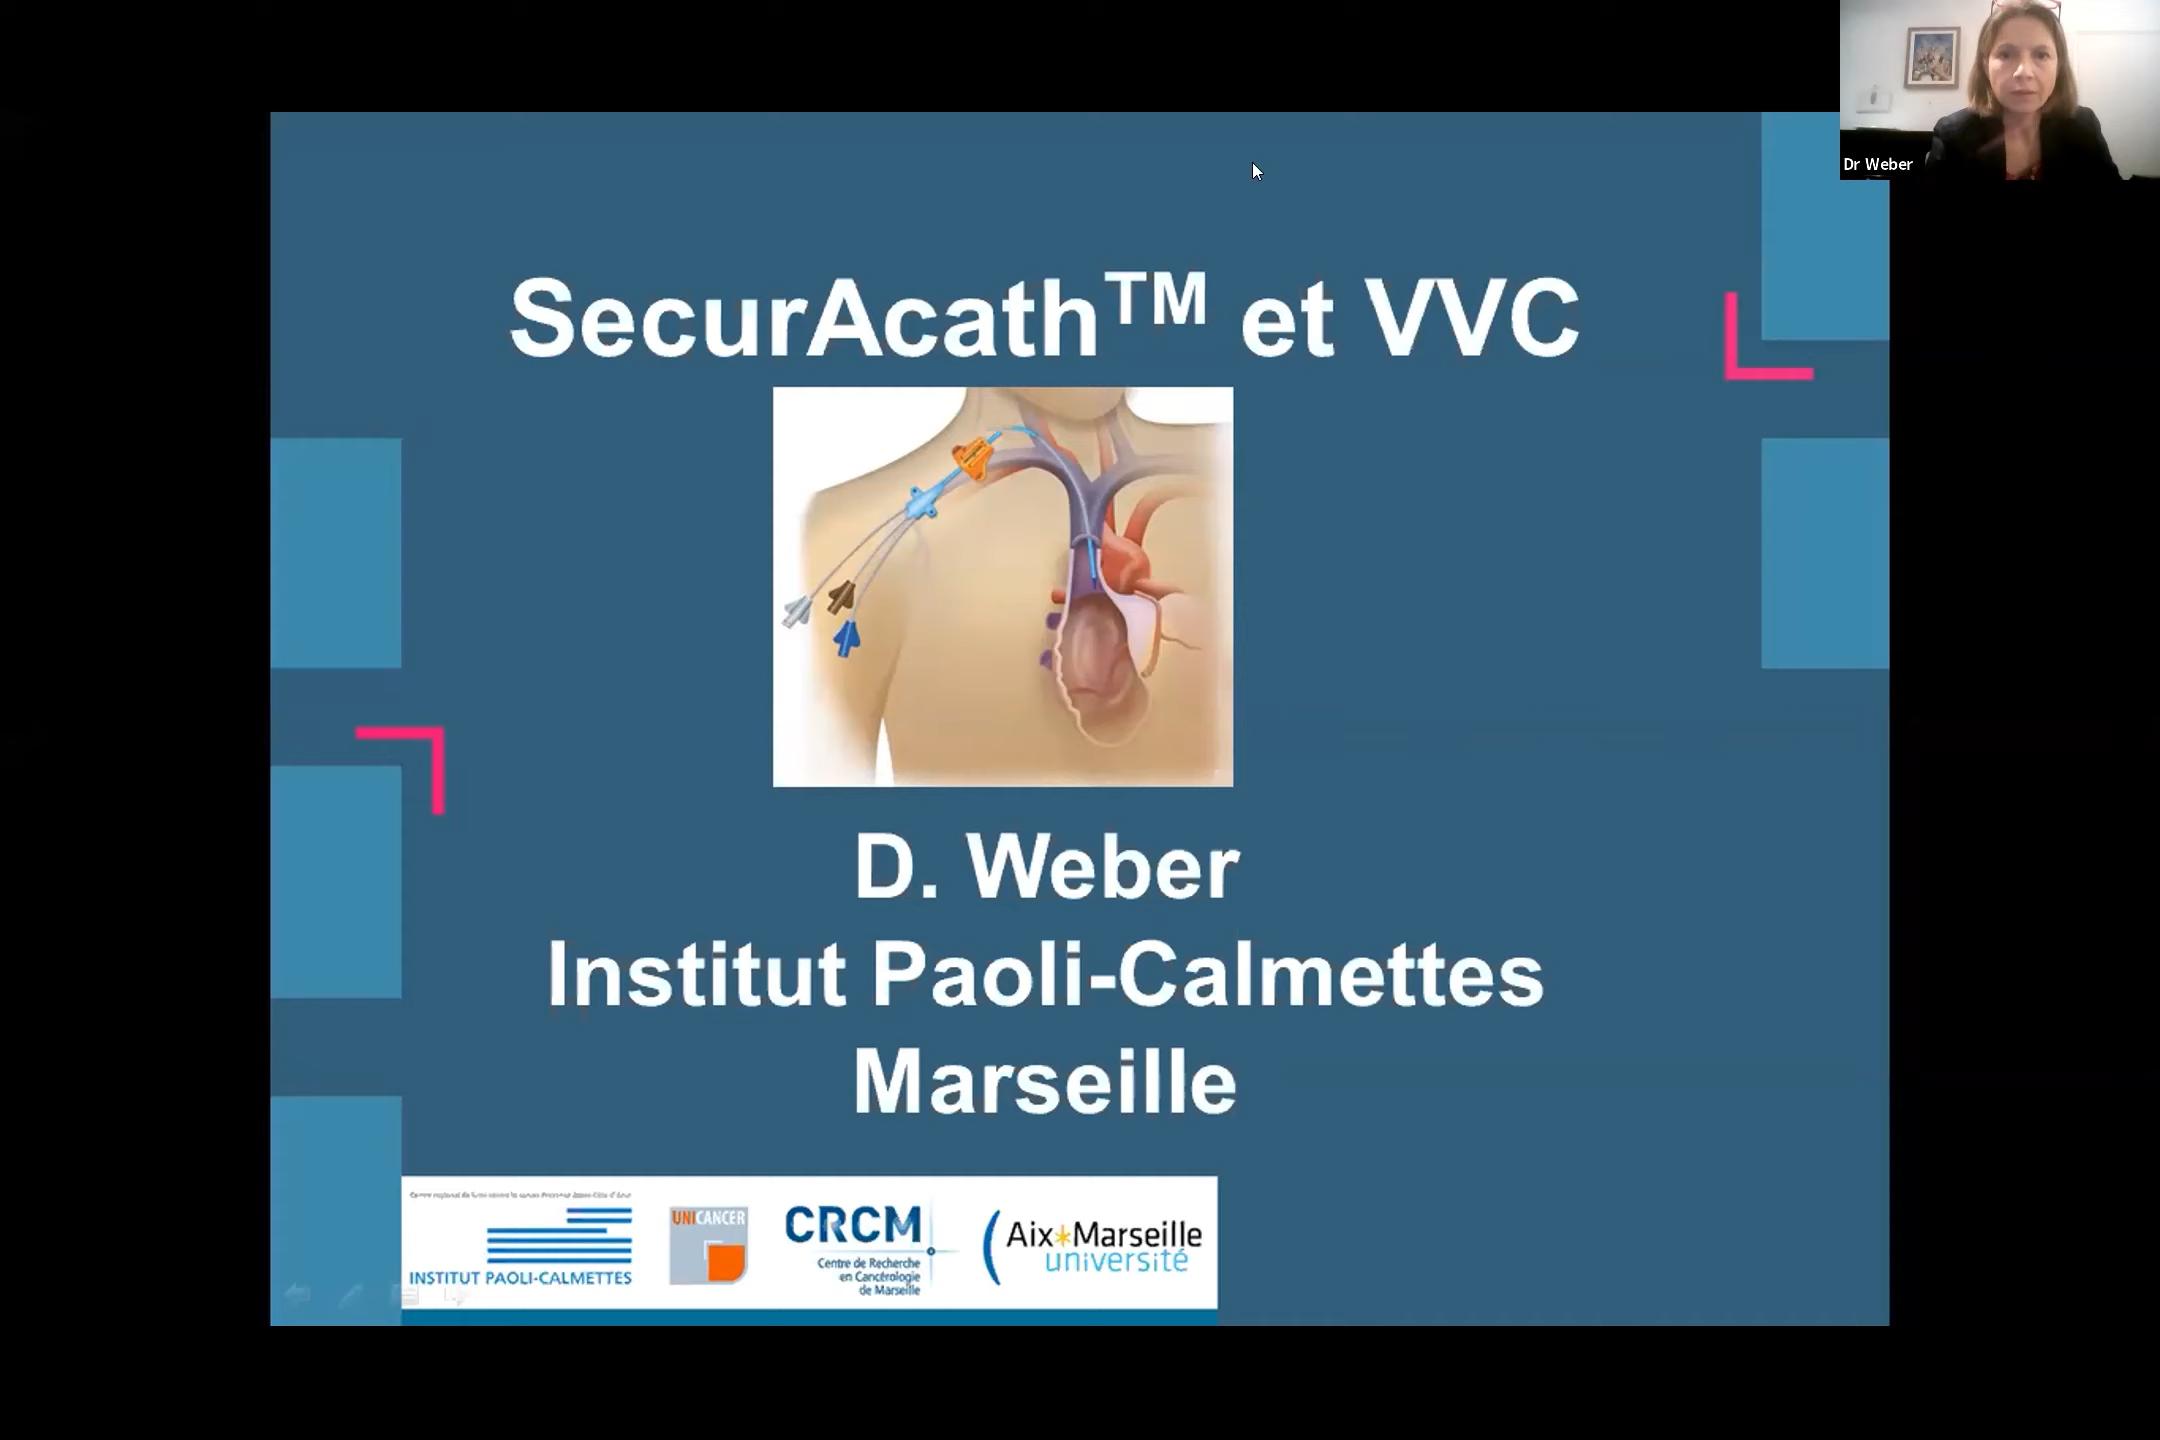 Dr Weber
SecurAcath™ et VVC
D. Weber
Institut Paoli-Calmettes
Marseille
INSTITUT PAOLI-CALMETTES
UNICANCER
CRCM
Centre de Recherche
en Cancérologie
de Marseille
Aix*Marseille
université